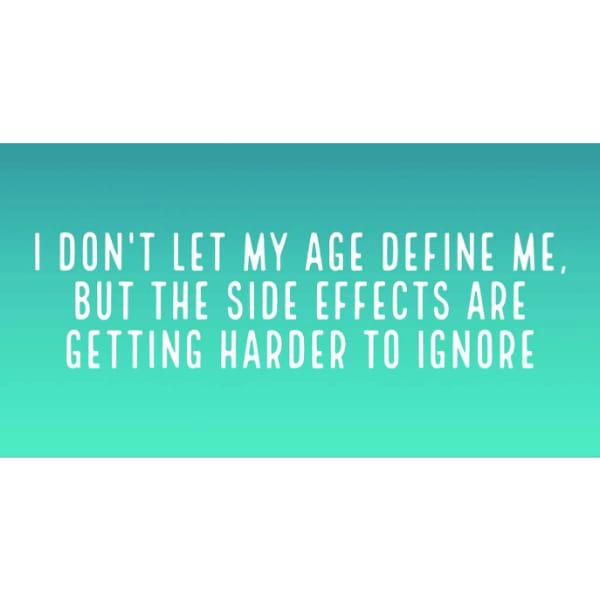 I DON'T LET MY AGE DEFINE ME,
BUT THE SIDE EFFECTS ARE
GETTING HARDER TO IGNORE